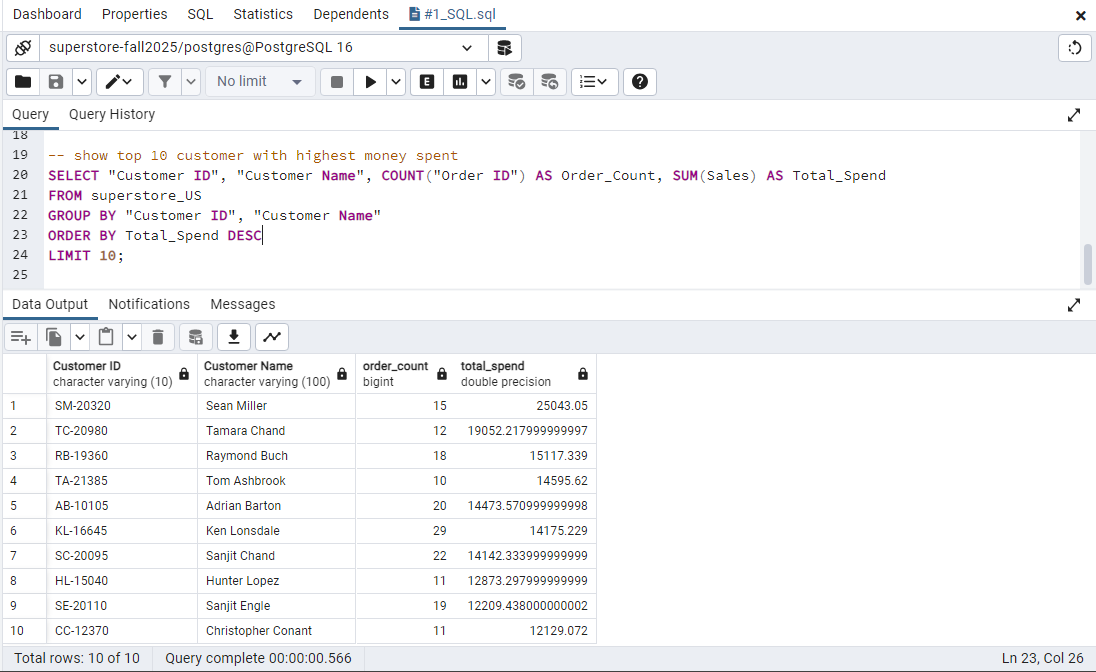 Dashboard Properties SQL Statistics Dependents #1_SQL.sql
superstore-fall2025/postgres@PostgreSQL 16
No limit E
Query Query History
18
19 -- show top 10 customer with highest money spent
20 SELECT "Customer ID", "Customer Name", COUNT("Order ID") AS Order_Count, SUM(Sales) AS Total_Spend
21 FROM superstore_US
22 GROUP BY "Customer ID", "Customer Name"
23 ORDER BY Total_Spend DESC
24 LIMIT 10;
25
Data Output Notifications Messages
Customer ID Customer Name order_count total_spend
character varying (10) character varying (100) bigint double precision
1 SM-20320 Sean Miller 15 25043.05
2 TC-20980 Tamara Chand 12 19052.217999999997
3 RB-19360 Raymond Buch 18 15117.339
4 TA-21385 Tom Ashbrook 10 14595.62
5 AB-10105 Adrian Barton 20 14473.570999999998
6 KL-16645 Ken Lonsdale 29 14175.229
7 SC-20095 Sanjit Chand 22 14142.333999999999
8 HL-15040 Hunter Lopez 11 12873.297999999999
9 SE-20110 Sanjit Engle 19 12209.438000000002
10 CC-12370 Christopher Conant 11 12129.072
Total rows: 10 of 10 Query complete 00:00:00.566 Ln 23, Col 26